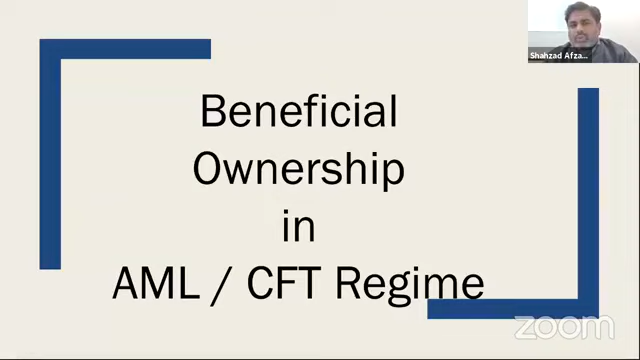 Shahzad Afza...
Beneficial
Ownership
in
AML / CFT Regime
zoom